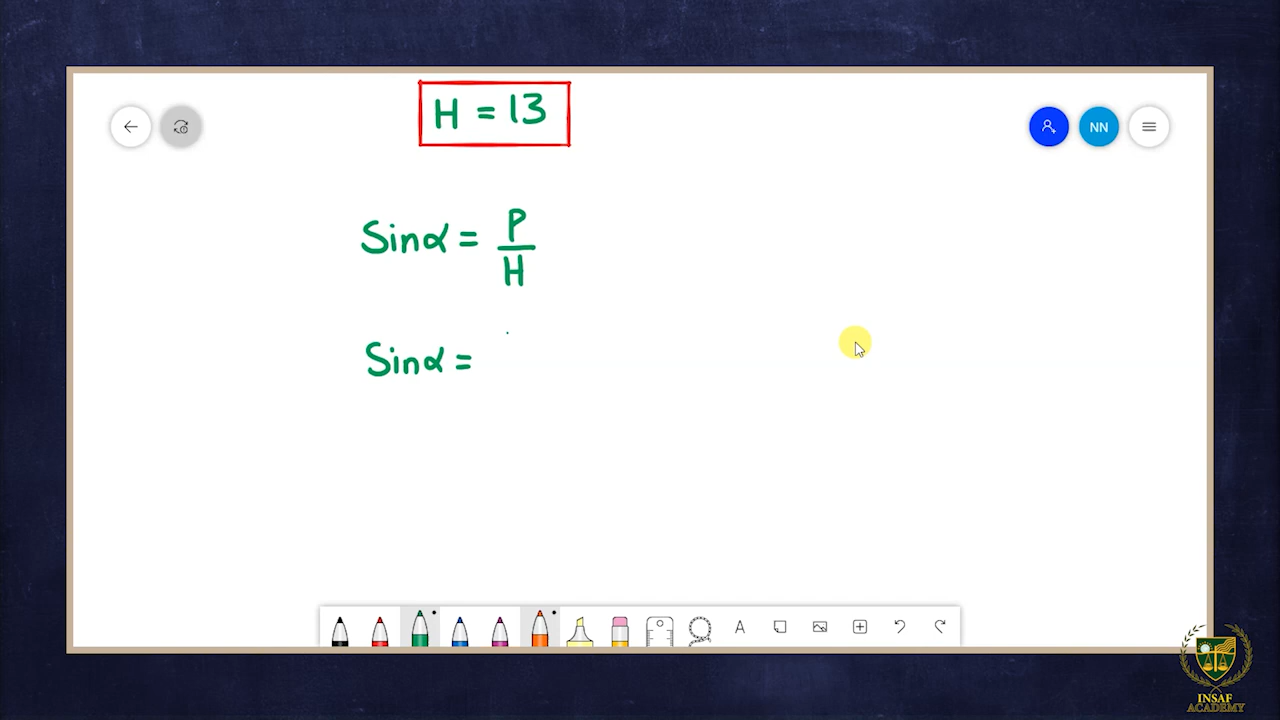 H = 13
NN
Sinα = P/H
Sinα =
A
INSAF
ACADEMY